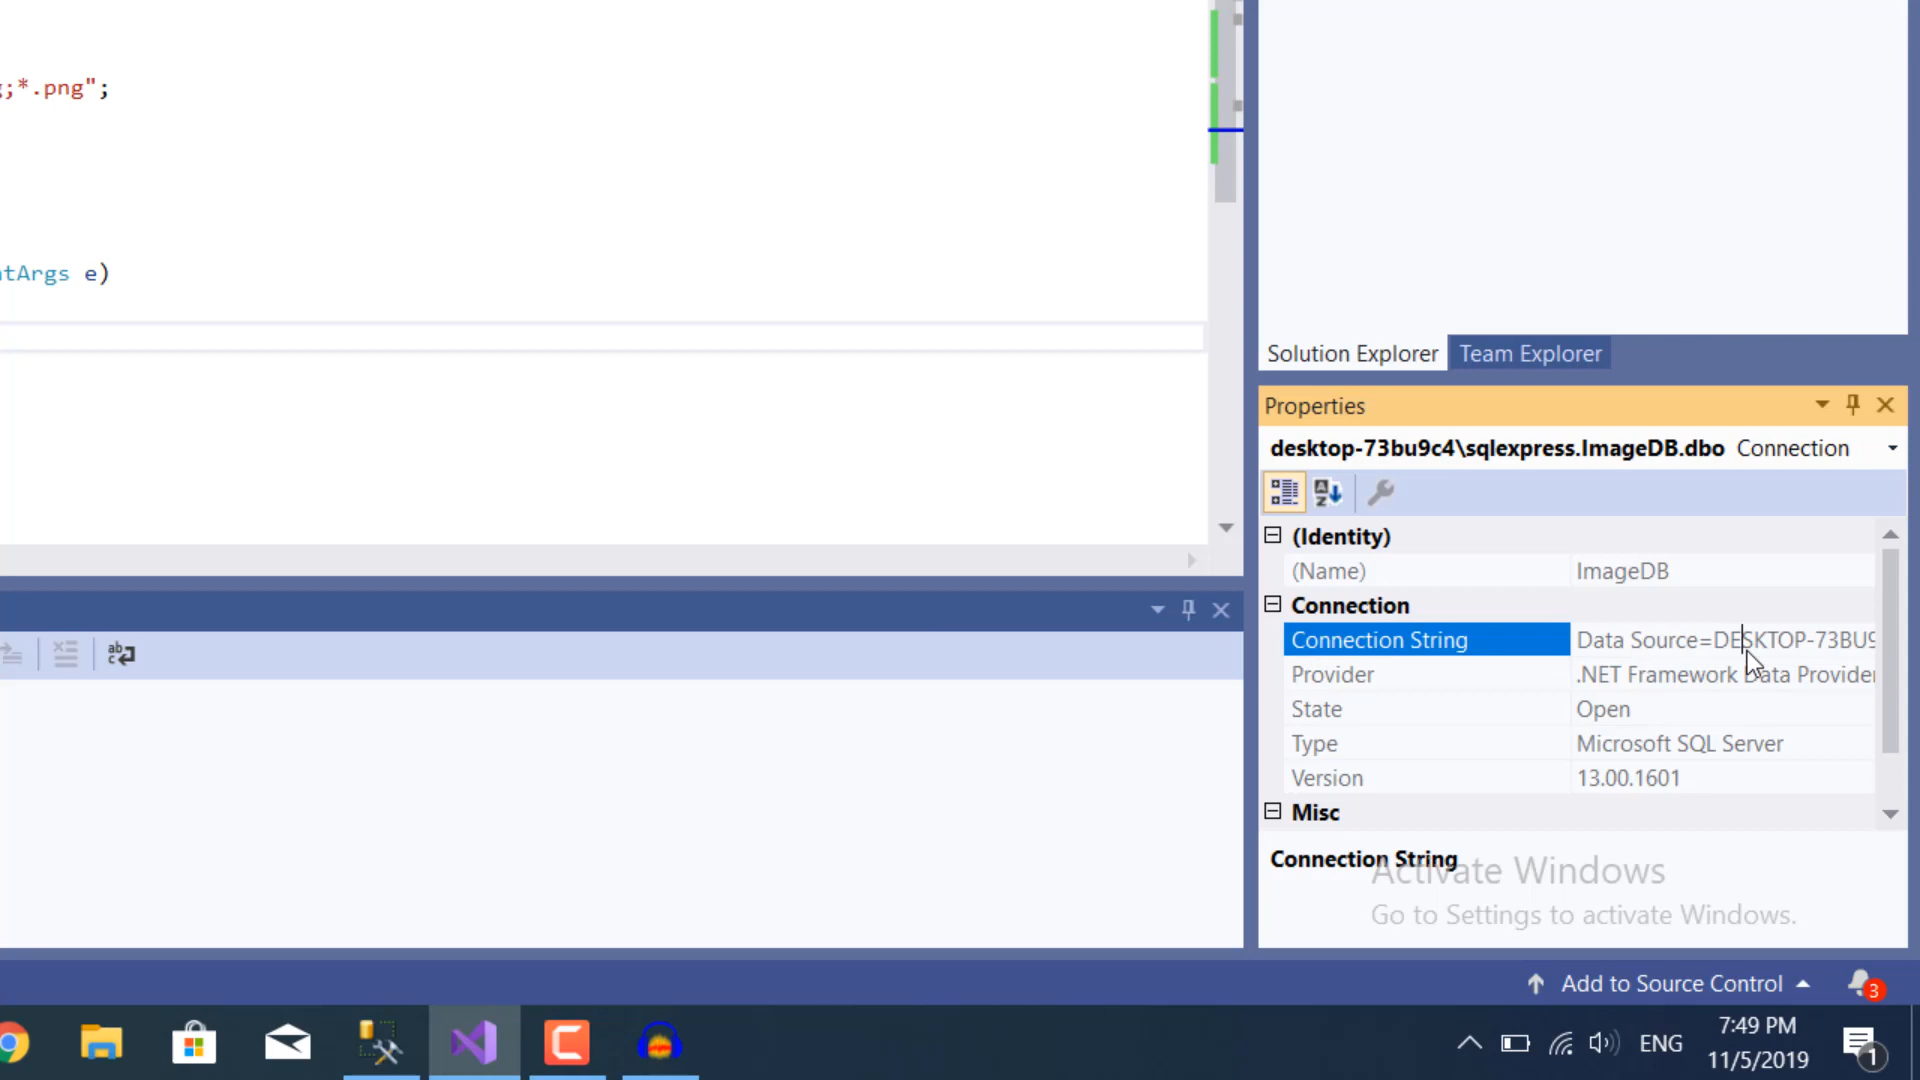 ;*.png";
tArgs e)
Solution Explorer Team Explorer
Properties
desktop-73bu9c4\sqlexpress.ImageDB.dbo Connection
(Identity)
(Name) ImageDB
Connection
Connection String Data Source=DESKTOP-73BU9
Provider .NET Framework Data Provider
State Open
Type Microsoft SQL Server
Version 13.00.1601
Misc
Connection String
Activate Windows
Go to Settings to activate Windows.
Add to Source Control 3
7:49 PM
ENG
11/5/2019
1